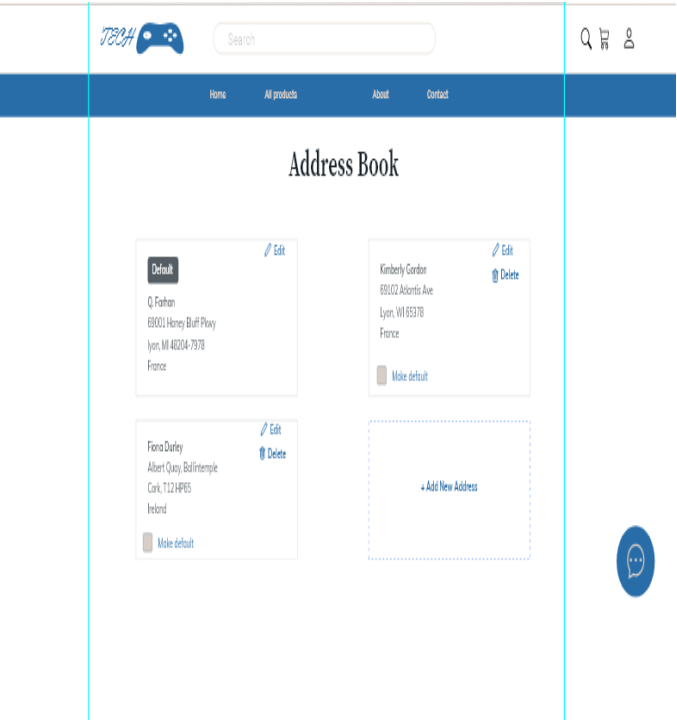 TECH
Search
Home All products About Contact
Address Book
Edit
Default
Q. Farhan
69001 Honey Bluff Pkwy
lyon, MI 48204-7978
France
Edit
Delete
Kimberly Gordon
69102 Atlantis Ave
Lyon, WI 65378
France
Make default
Edit
Delete
Fiona Durley
Albert Quay, Ballintemple
Cork, T12 HP65
Ireland
Make default
+ Add New Address